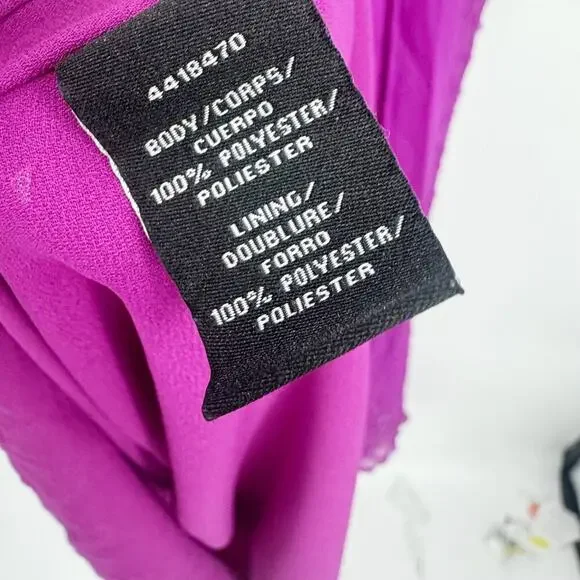 4418470
BODY/CORPS/
CUERPO
100% POLYESTER/
POLIESTER
LINING/
DOUBLURE/
FORRO
100% POLYESTER/
POLIESTER